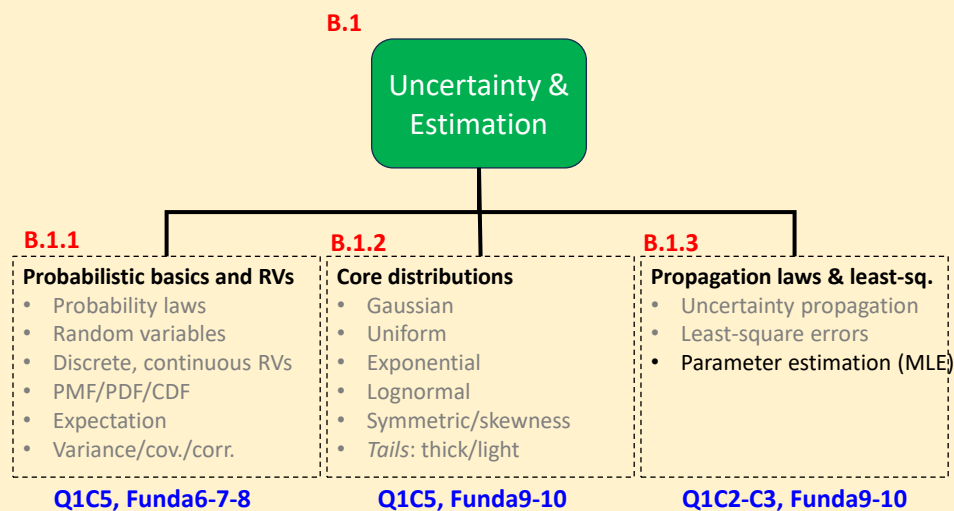 B.1
Uncertainty &
Estimation
B.1.1
Probabilistic basics and RVs
• Probability laws
• Random variables
• Discrete, continuous RVs
• PMF/PDF/CDF
• Expectation
• Variance/cov./corr.
Q1C5, Funda6-7-8
B.1.2
Core distributions
• Gaussian
• Uniform
• Exponential
• Lognormal
• Symmetric/skewness
• Tails: thick/light
Q1C5, Funda9-10
B.1.3
Propagation laws & least-sq.
• Uncertainty propagation
• Least-square errors
• Parameter estimation (MLE)
Q1C2-C3, Funda9-10